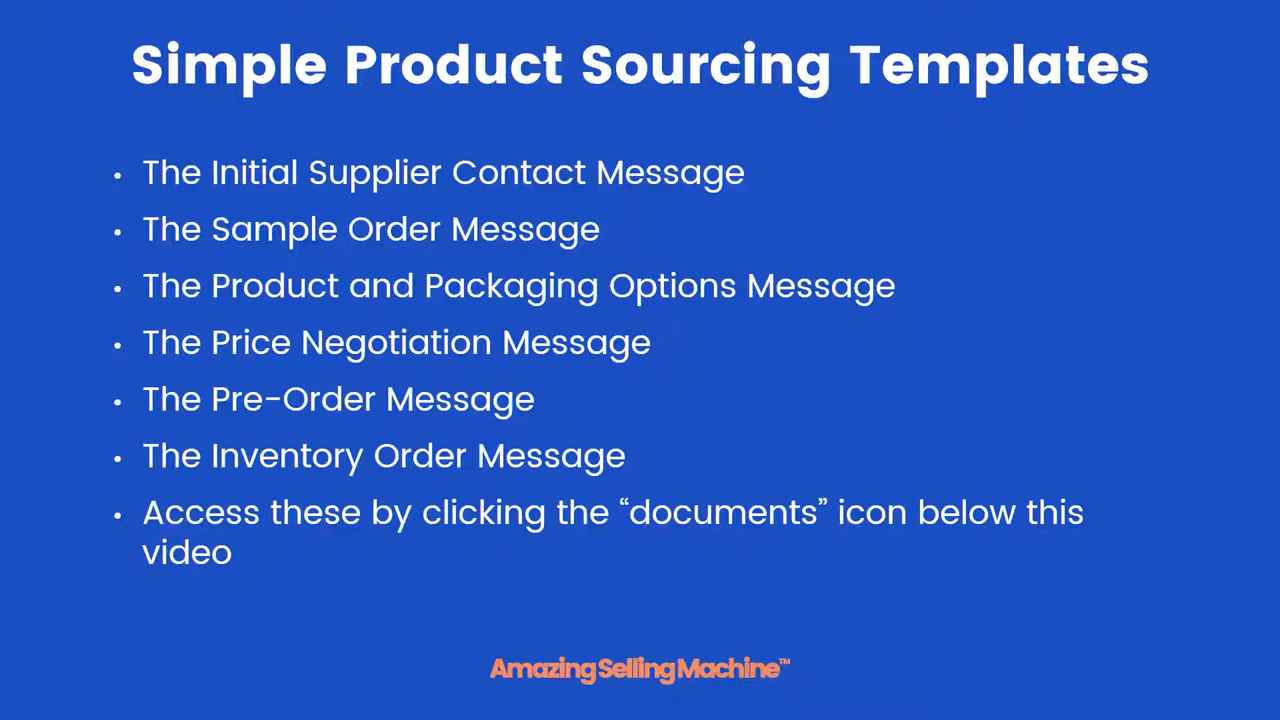 Simple Product Sourcing Templates
• The Initial Supplier Contact Message
• The Sample Order Message
• The Product and Packaging Options Message
• The Price Negotiation Message
• The Pre-Order Message
• The Inventory Order Message
• Access these by clicking the “documents” icon below this
video
AmazingSellingMachine™